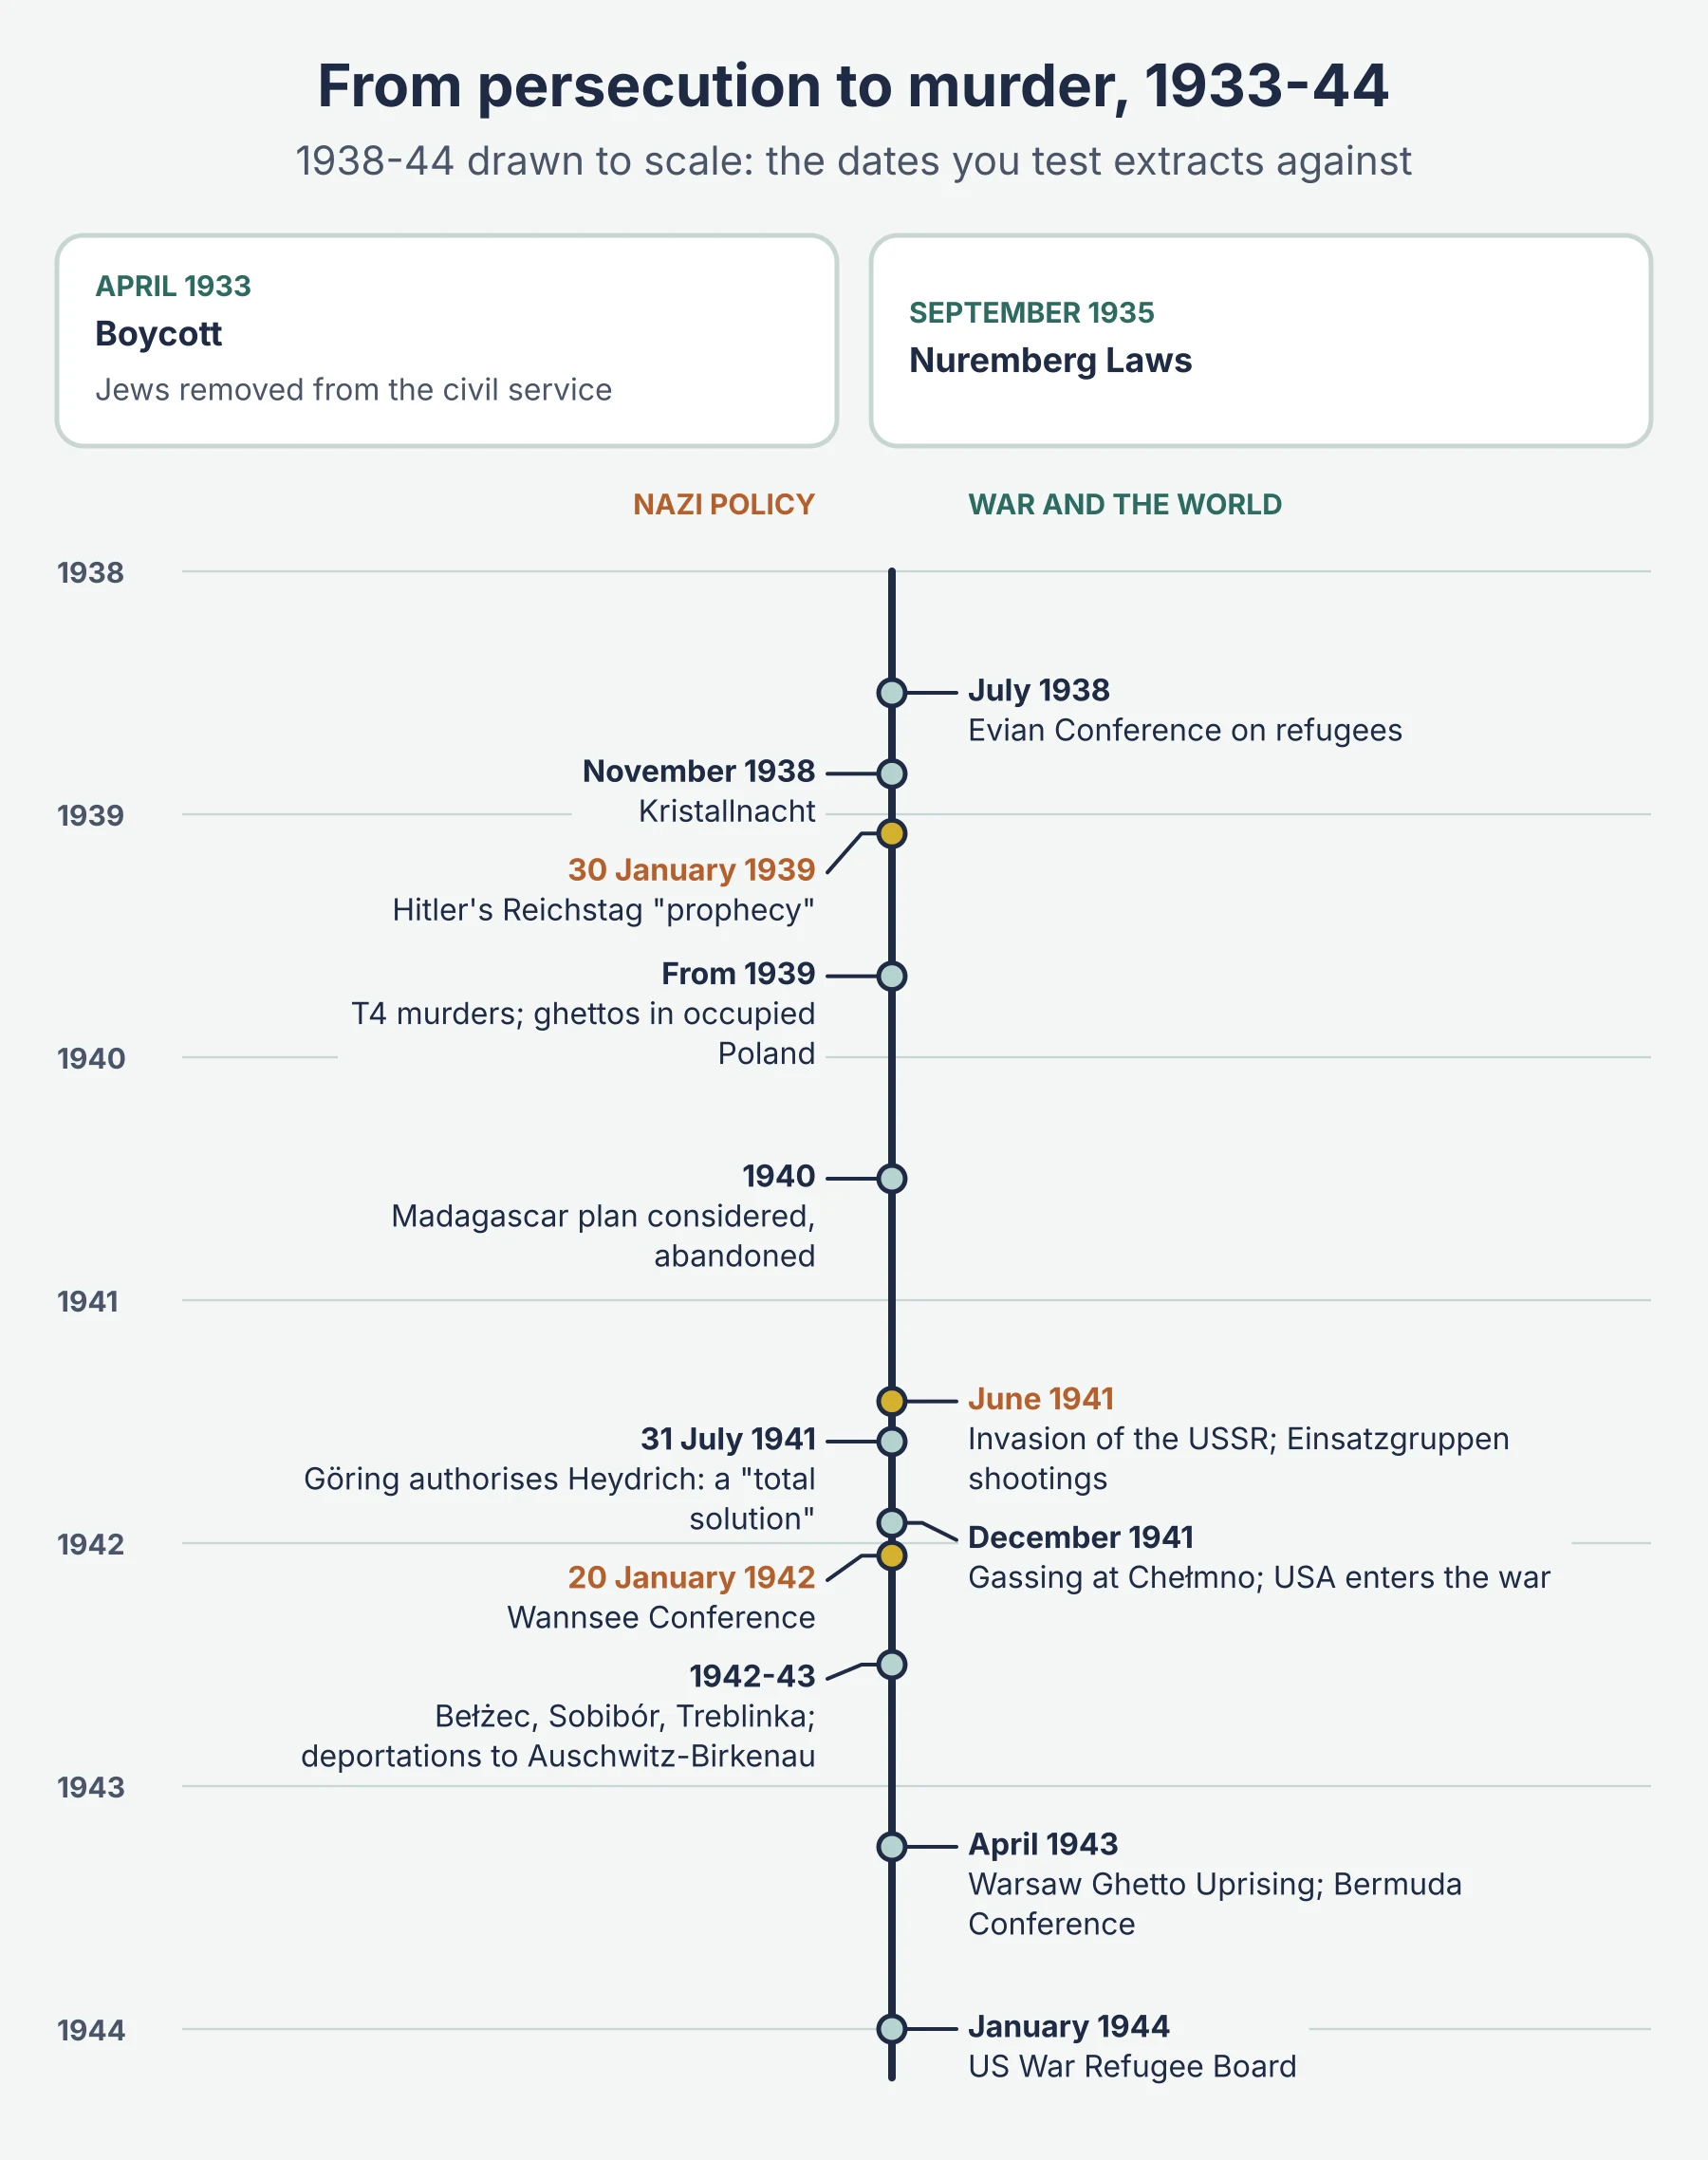 From persecution to murder, 1933-44
1938-44 drawn to scale: the dates you test extracts against
APRIL 1933
Boycott
Jews removed from the civil service
SEPTEMBER 1935
Nuremberg Laws
NAZI POLICY
WAR AND THE WORLD
1938
July 1938
Evian Conference on refugees
November 1938
Kristallnacht
1939
30 January 1939
Hitler's Reichstag "prophecy"
From 1939
T4 murders; ghettos in occupied
Poland
1940
1940
Madagascar plan considered,
abandoned
1941
June 1941
Invasion of the USSR; Einsatzgruppen
shootings
31 July 1941
Göring authorises Heydrich: a "total
solution"
1942
December 1941
Gassing at Chełmno; USA enters the war
20 January 1942
Wannsee Conference
1942-43
Bełżec, Sobibór, Treblinka;
deportations to Auschwitz-Birkenau
1943
April 1943
Warsaw Ghetto Uprising; Bermuda
Conference
1944
January 1944
US War Refugee Board